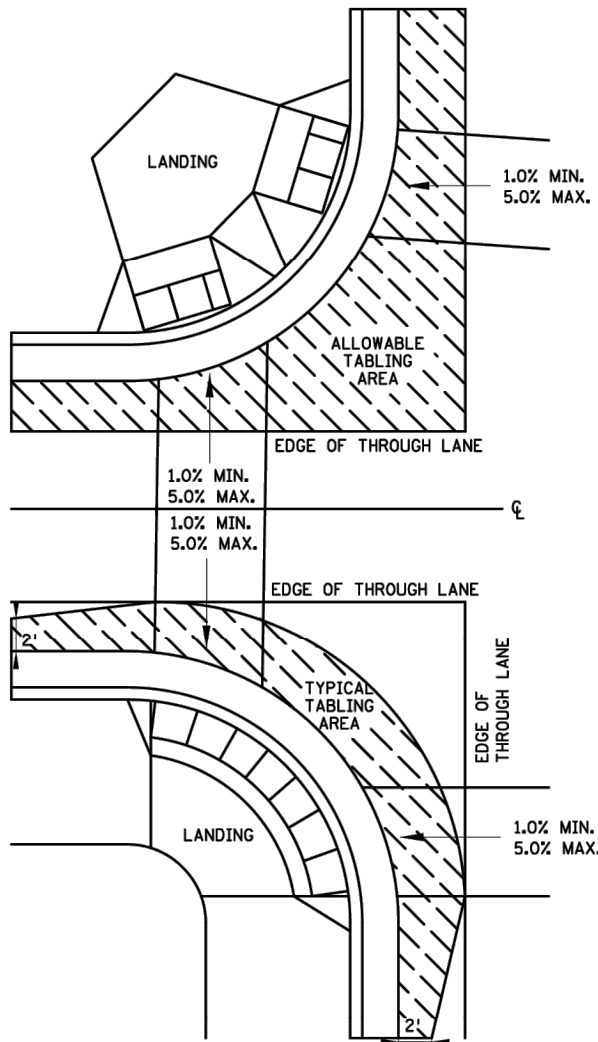 LANDING
1.0% MIN.
5.0% MAX.
ALLOWABLE
TABLING
AREA
EDGE OF THROUGH LANE
1.0% MIN.
5.0% MAX.
1.0% MIN.
5.0% MAX.
℄
EDGE OF THROUGH LANE
2'
EDGE OF
THROUGH LANE
TYPICAL
TABLING
AREA
LANDING
1.0% MIN.
5.0% MAX.
2'